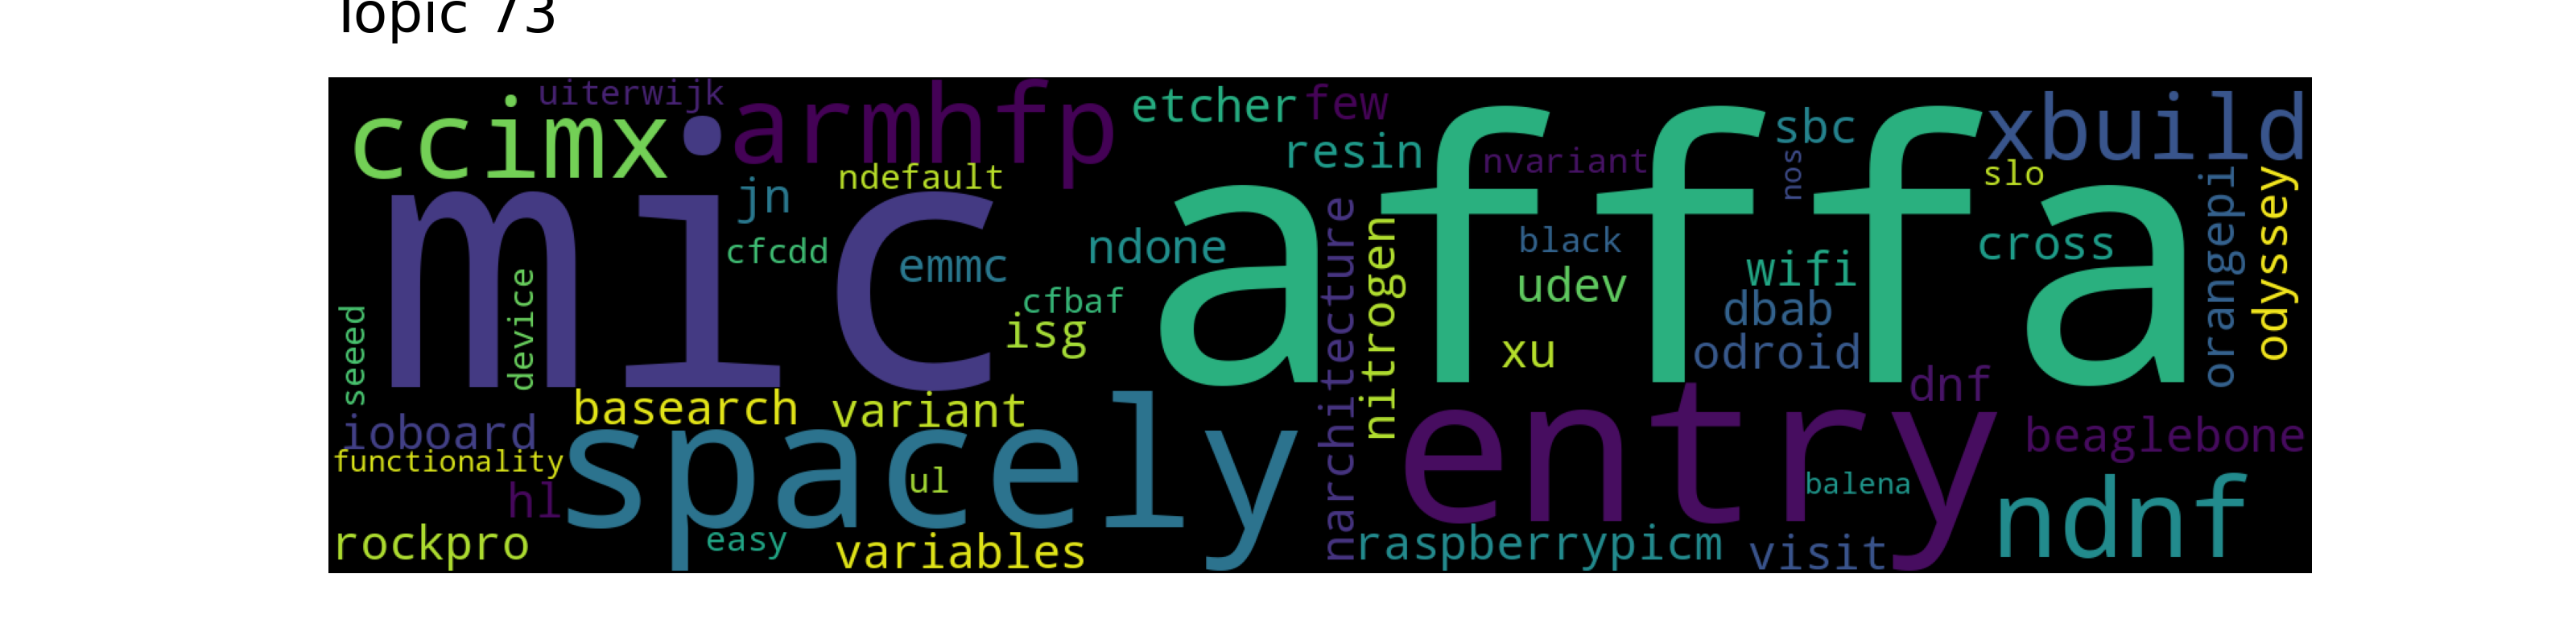 Topic 73
uiterwijk
ccimx
armhfp
etcher
few
xbuild
resin
nvariant
sbc
nos
slo
ndefault
jn
mic
afffa
cfcdd
emmc
ndone
black
cross
wifi
udev
cfbaf
isg
dbab
xu
odroid
device
seeed
narchitecture
nitrogen
orangepi
odyssey
dnf
basearch
variant
ioboard
functionality
spacely
entry
beaglebone
ul
balena
hl
ndnf
rockpro
easy
variables
raspberrypicm
visit